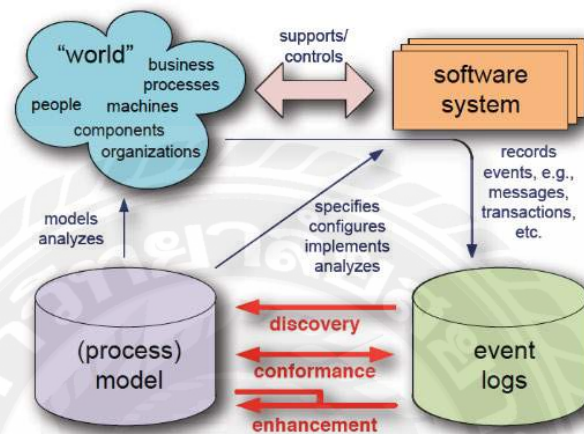 “world”
business
processes
people
machines
components
organizations
supports/
controls
software
system
records
events, e.g.,
messages,
transactions,
etc.
models
analyzes
specifies
configures
implements
analyzes
discovery
conformance
enhancement
(process)
model
event
logs